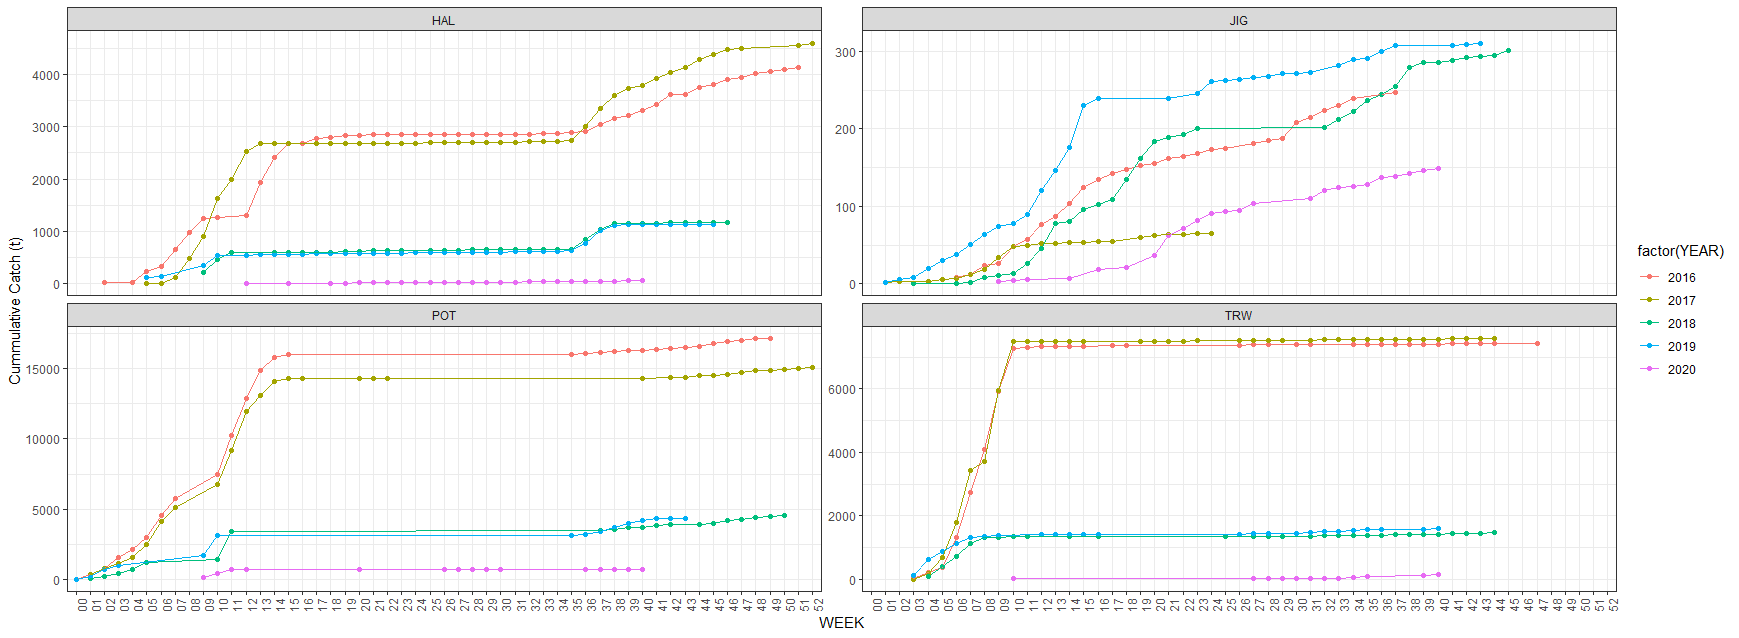 HAL
JIG
4000
3000
2000
1000
0
300
200
100
0
POT
TRW
15000
10000
5000
0
6000
4000
2000
0
Cummulative Catch (t)
00 01 02 03 04 05 06 07 08 09 10 11 12 13 14 15 16 17 18 19 20 21 22 23 24 25 26 27 28 29 30 31 32 33 34 35 36 37 38 39 40 41 42 43 44 45 46 47 48 49 50 51 52
00 01 02 03 04 05 06 07 08 09 10 11 12 13 14 15 16 17 18 19 20 21 22 23 24 25 26 27 28 29 30 31 32 33 34 35 36 37 38 39 40 41 42 43 44 45 46 47 48 49 50 51 52
WEEK
factor(YEAR)
2016
2017
2018
2019
2020